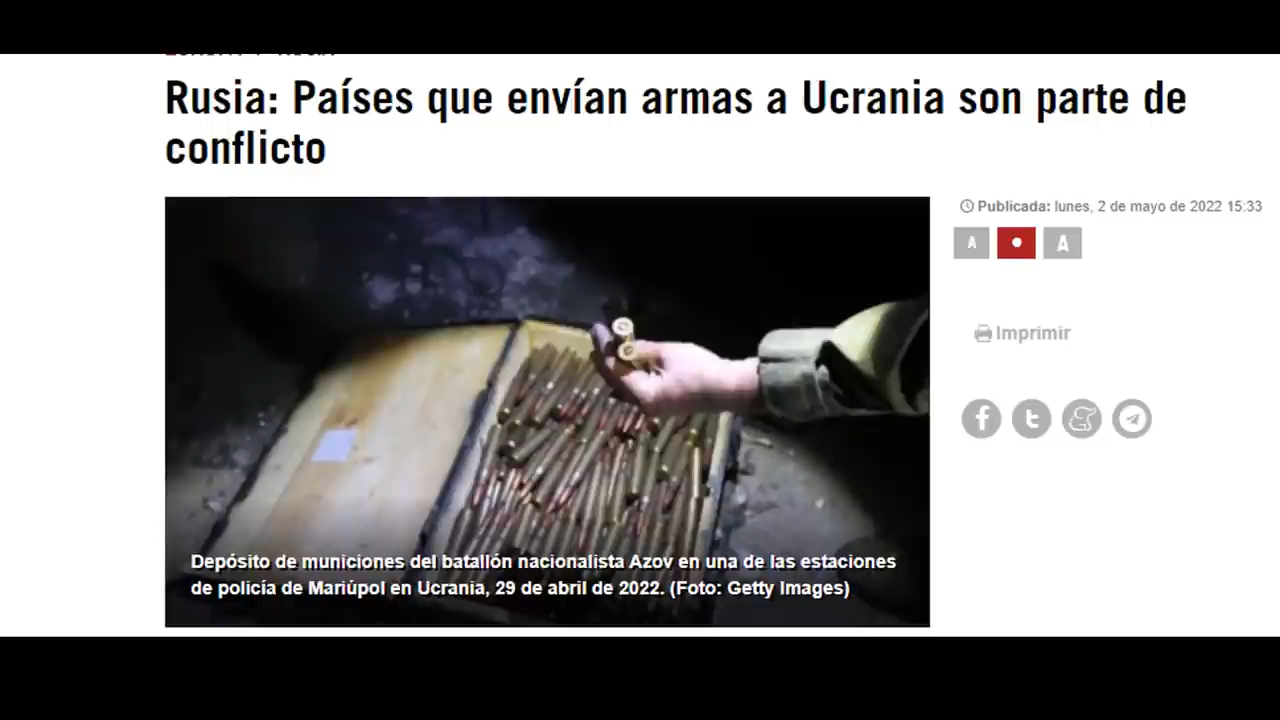 Rusia: Países que envían armas a Ucrania son parte de
conflicto
Publicada: lunes, 2 de mayo de 2022 15:33
A
A
Imprimir
Depósito de municiones del batallón nacionalista Azov en una de las estaciones
de policía de Mariúpol en Ucrania, 29 de abril de 2022. (Foto: Getty Images)